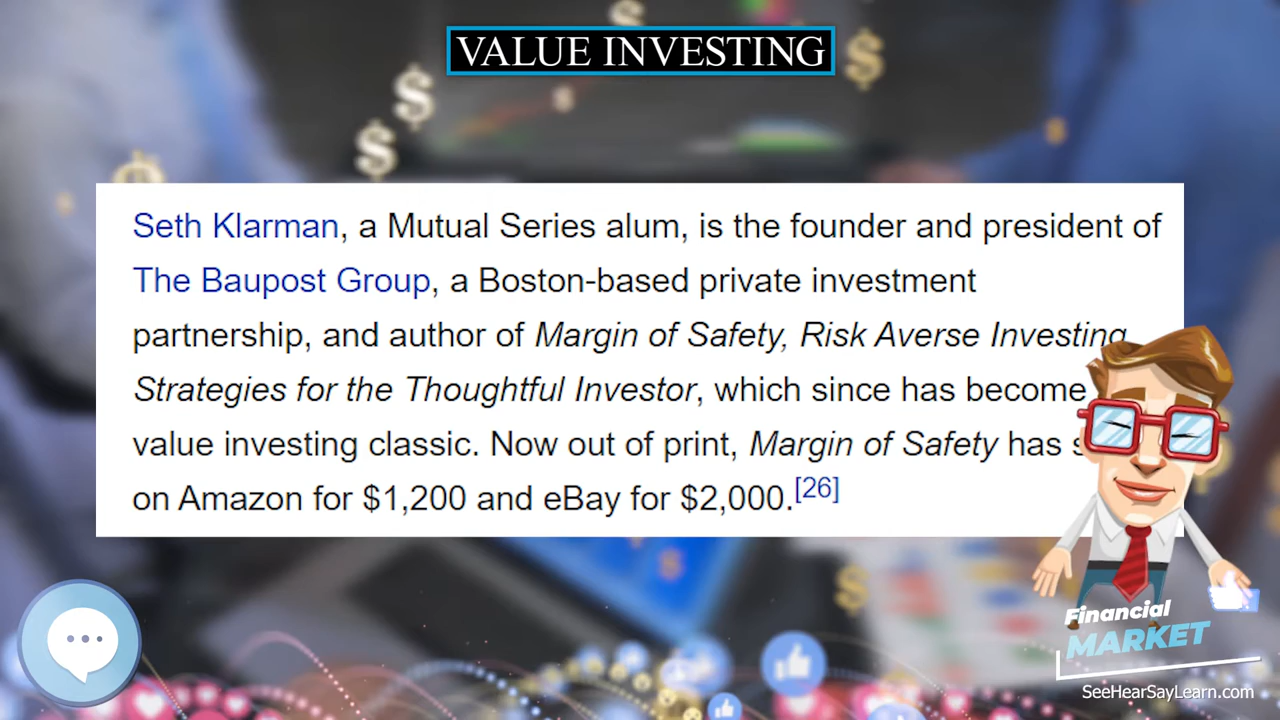 VALUE INVESTING
Seth Klarman, a Mutual Series alum, is the founder and president of
The Baupost Group, a Boston-based private investment
partnership, and author of Margin of Safety, Risk Averse Investing
Strategies for the Thoughtful Investor, which since has become
value investing classic. Now out of print, Margin of Safety has
on Amazon for $1,200 and eBay for $2,000.[26]
Financial
MARKET
SeeHearSayLearn.com